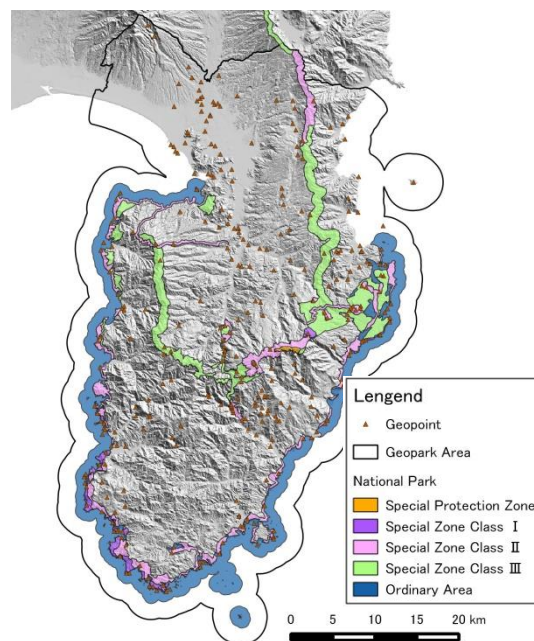 Lengend
Geopoint
Geopark Area
National Park
Special Protection Zone
Special Zone Class Ⅰ
Special Zone Class Ⅱ
Special Zone Class Ⅲ
Ordinary Area
0 5 10 15 20 km